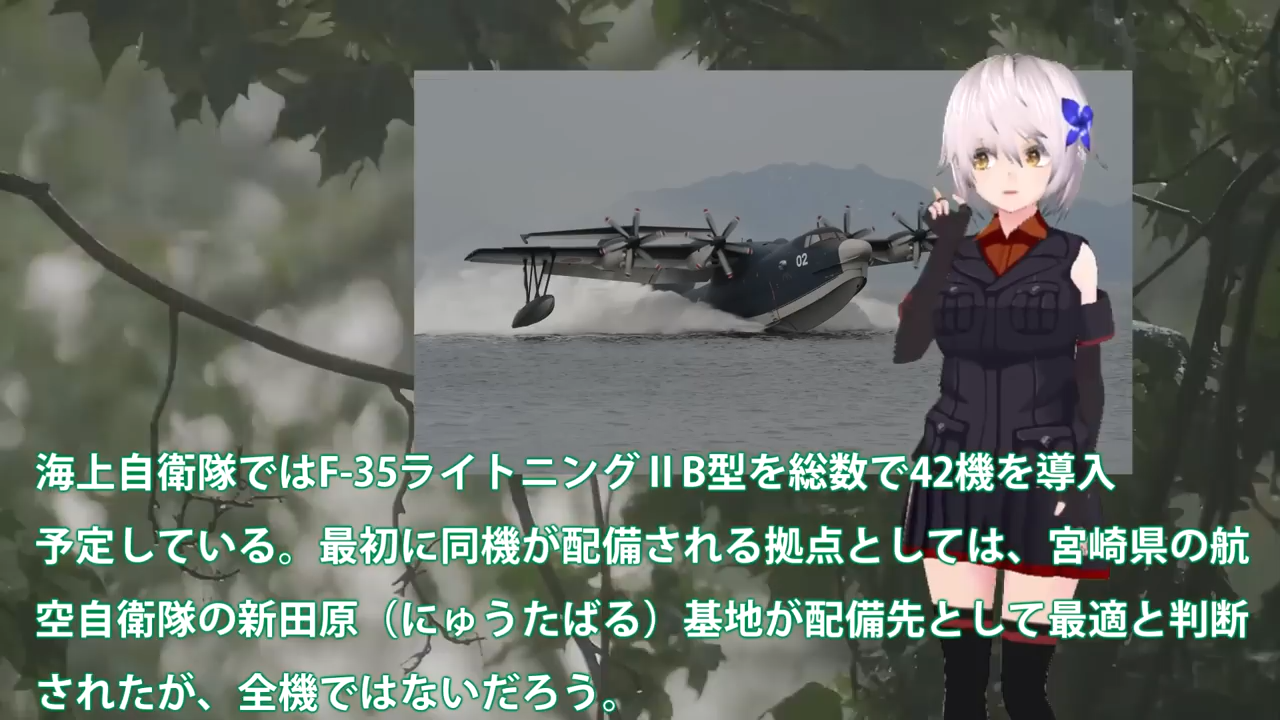 02
海上自衛隊ではF-35ライトニングⅡB型を総数で42機を導入
予定している。最初に同機が配備される拠点としては、宮崎県の航
空自衛隊の新田原（にゅうたばる）基地が配備先として最適と判断
されたが、全機ではないだろう。